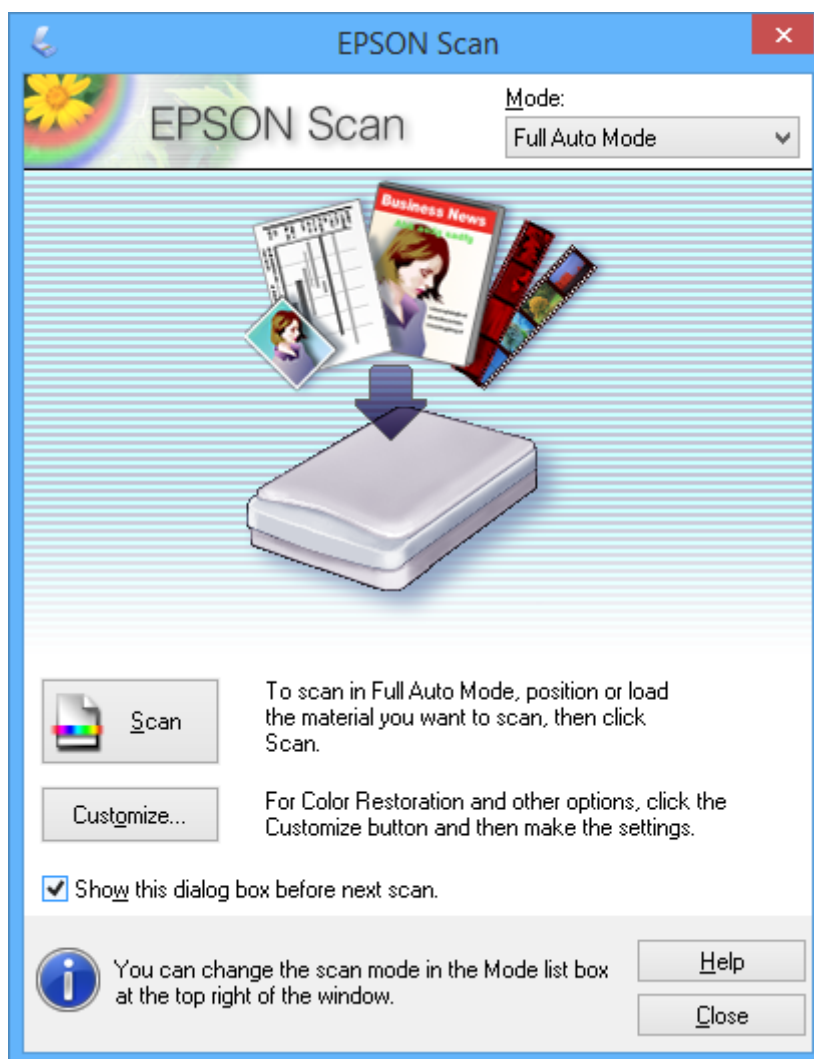 EPSON Scan
EPSON Scan
Mode:
Full Auto Mode
Business News
Scan
To scan in Full Auto Mode, position or load
the material you want to scan, then click
Scan.
Customize...
For Color Restoration and other options, click the
Customize button and then make the settings.
Show this dialog box before next scan.
You can change the scan mode in the Mode list box
at the top right of the window.
Help
Close